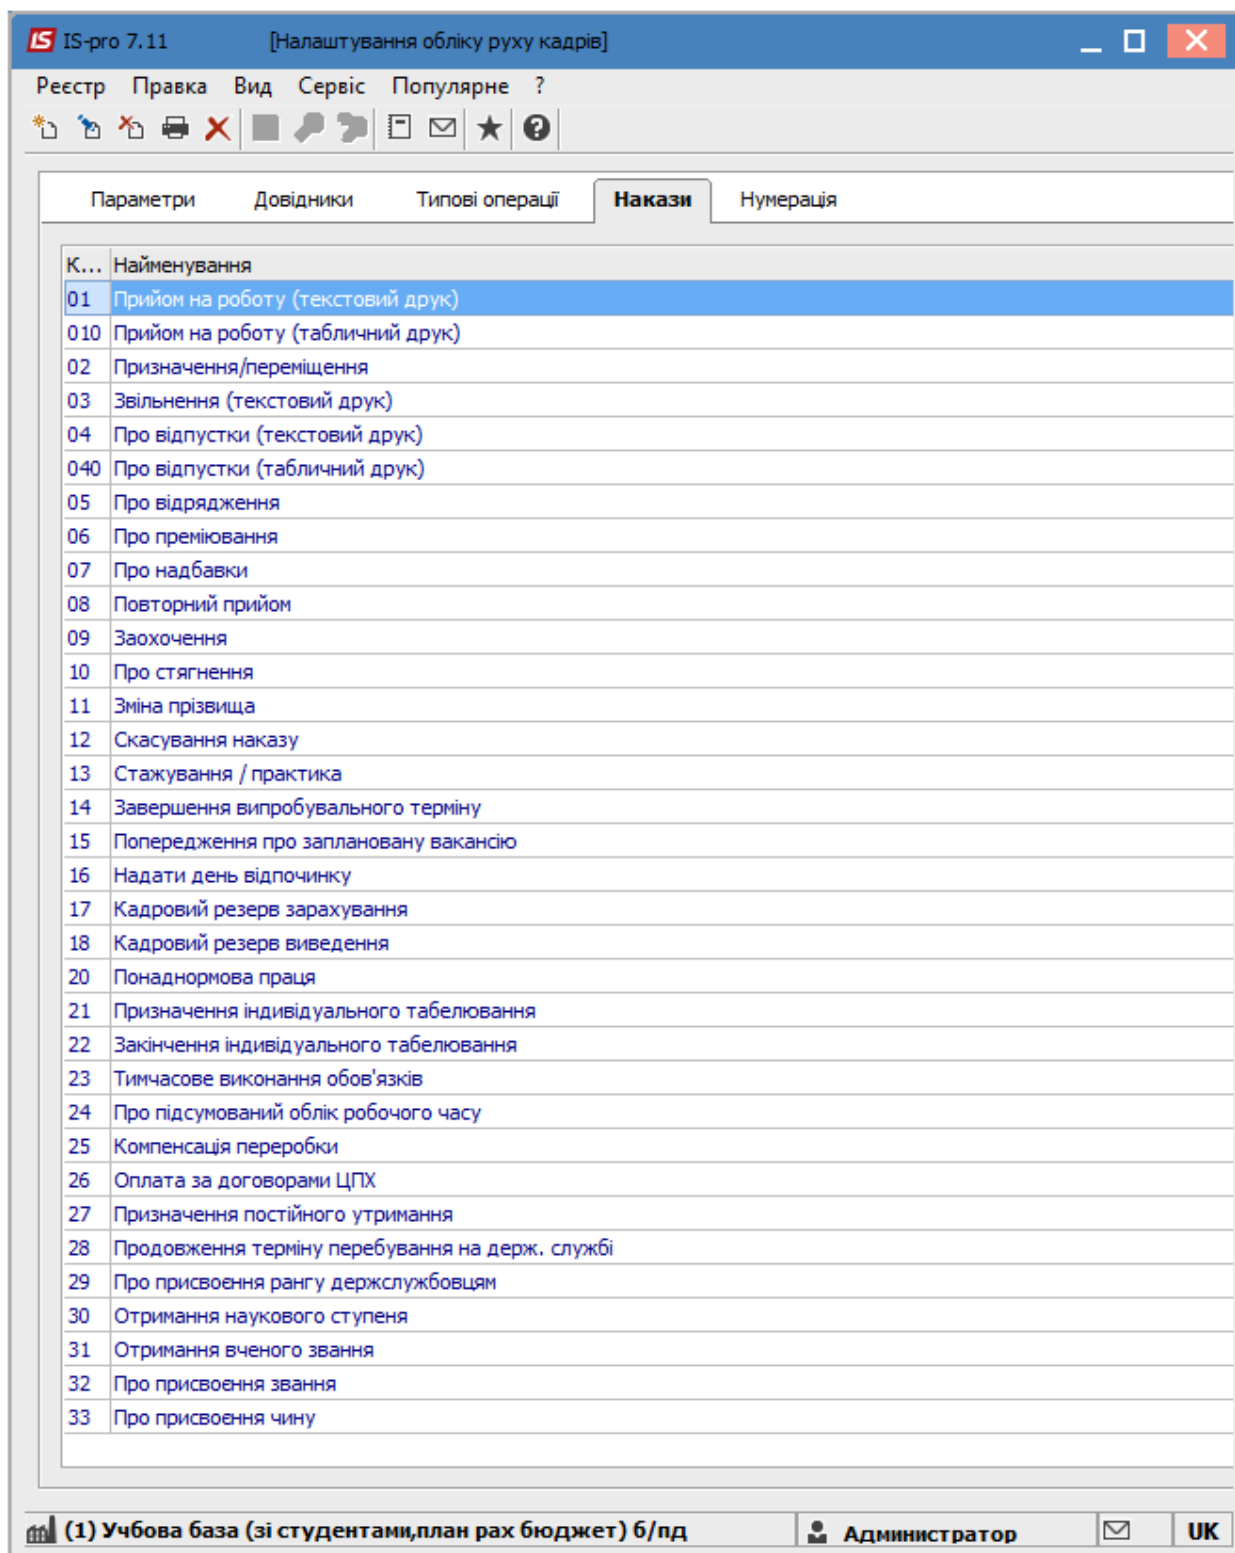 IS IS-pro 7.11 [Налаштування обліку руху кадрів]
Реєстр Правка Вид Сервіс Популярне ?
Параметри Довідники Типові операції Накази Нумерація
К... Найменування
01 Прийом на роботу (текстовий друк)
010 Прийом на роботу (табличний друк)
02 Призначення/переміщення
03 Звільнення (текстовий друк)
04 Про відпустки (текстовий друк)
040 Про відпустки (табличний друк)
05 Про відрядження
06 Про преміювання
07 Про надбавки
08 Повторний прийом
09 Заохочення
10 Про стягнення
11 Зміна прізвища
12 Скасування наказу
13 Стажування / практика
14 Завершення випробувального терміну
15 Попередження про заплановану вакансію
16 Надати день відпочинку
17 Кадровий резерв зарахування
18 Кадровий резерв виведення
20 Понаднормова праця
21 Призначення індивідуального табелювання
22 Закінчення індивідуального табелювання
23 Тимчасове виконання обов'язків
24 Про підсумований облік робочого часу
25 Компенсація переробки
26 Оплата за договорами ЦПХ
27 Призначення постійного утримання
28 Продовження терміну перебування на держ. службі
29 Про присвоєння рангу держслужбовцям
30 Отримання наукового ступеня
31 Отримання вченого звання
32 Про присвоєння звання
33 Про присвоєння чину
(1) Учбова база (зі студентами,план рах бюджет) б/пд Администратор UK